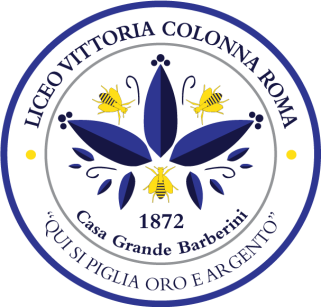 LICEO VITTORIA COLONNA ROMA
1872
Casa Grande Barberini
"QUI SI PIGLIA ORO E ARGENTO"